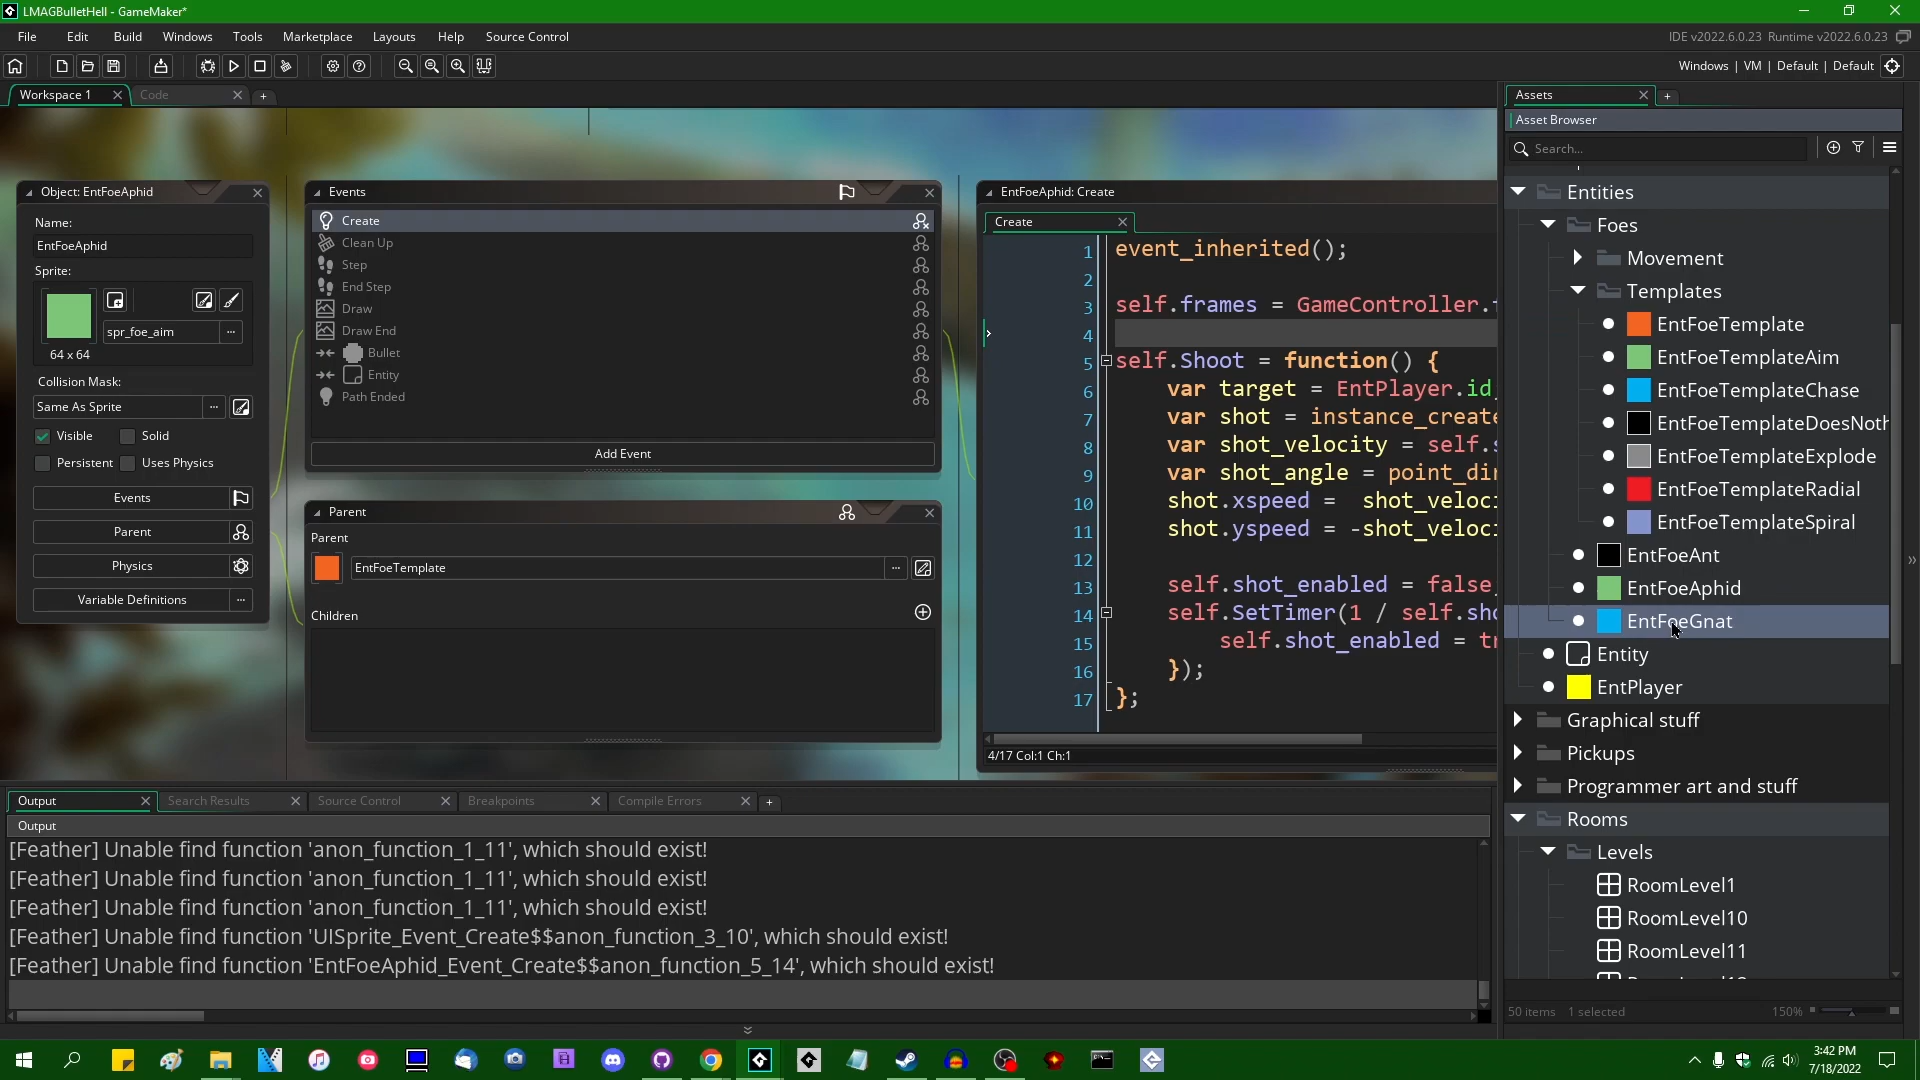 LMAGBulletHell - GameMaker*
File Edit Build Windows Tools Marketplace Layouts Help Source Control
IDE v2022.6.0.23 Runtime v2022.6.0.23
Windows | VM | Default | Default
Workspace 1 Code
Assets
Asset Browser
Search...
Object: EntFoeAphid
Name:
EntFoeAphid
Sprite:
spr_foe_aim
64 x 64
Collision Mask:
Same As Sprite
Visible Solid
Persistent Uses Physics
Events
Parent
Physics
Variable Definitions
Events
Create
Clean Up
Step
End Step
Draw
Draw End
Bullet
Entity
Path Ended
Add Event
Parent
Parent
EntFoeTemplate
Children
EntFoeAphid: Create
Create
1 event_inherited();
2
3 self.frames = GameController.
4
5 self.Shoot = function() {
6 var target = EntPlayer.id
7 var shot = instance_create
8 var shot_velocity = self.
9 var shot_angle = point_dir
10 shot.xspeed = shot_veloc
11 shot.yspeed = -shot_veloc
12
13 self.shot_enabled = false
14 self.SetTimer(1 / self.sho
15 self.shot_enabled = tr
16 });
17 };
4/17 Col:1 Ch:1
Entities
Foes
Movement
Templates
EntFoeTemplate
EntFoeTemplateAim
EntFoeTemplateChase
EntFoeTemplateDoesNoth
EntFoeTemplateExplode
EntFoeTemplateRadial
EntFoeTemplateSpiral
EntFoeAnt
EntFoeAphid
EntFoeGnat
Entity
EntPlayer
Graphical stuff
Pickups
Programmer art and stuff
Rooms
Levels
RoomLevel1
RoomLevel10
RoomLevel11
50 items 1 selected 150%
Output Search Results Source Control Breakpoints Compile Errors
Output
[Feather] Unable find function 'anon_function_1_11', which should exist!
[Feather] Unable find function 'anon_function_1_11', which should exist!
[Feather] Unable find function 'anon_function_1_11', which should exist!
[Feather] Unable find function 'UISprite_Event_Create$$anon_function_3_10', which should exist!
[Feather] Unable find function 'EntFoeAphid_Event_Create$$anon_function_5_14', which should exist!
3:42 PM
7/18/2022